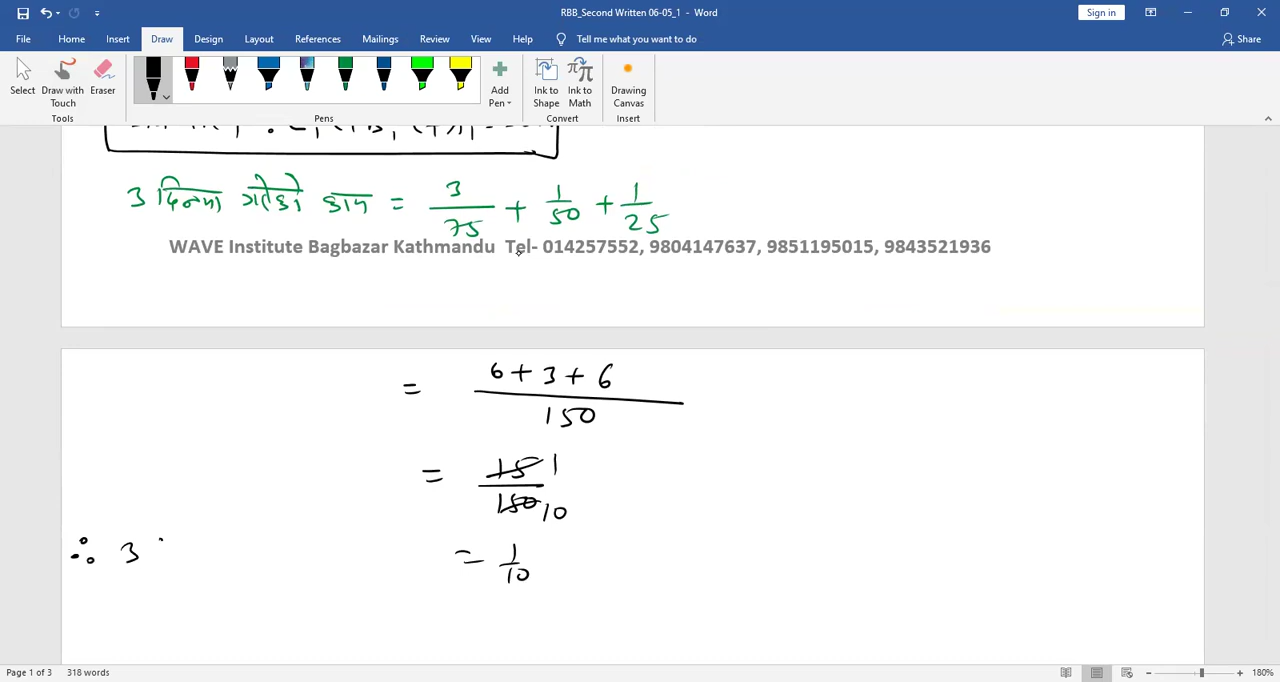 RBB_Second Written 06-05_1 - Word
Sign in
File Home Insert Draw Design Layout References Mailings Review View Help Tell me what you want to do Share
Select Draw with Touch Eraser Add Pen Ink to Shape Ink to Math Drawing Canvas
Tools Pens Convert Insert
3 दिनमा गरेको काम = 3/75 + 1/50 + 1/25
WAVE Institute Bagbazar Kathmandu Tel- 014257552, 9804147637, 9851195015, 9843521936
= 6 + 3 + 6 / 150
= 15 1 / 150 10
∴ 3 = 1/10
Page 1 of 3 318 words 180%